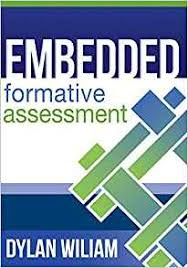 EMBEDDED
formative
assessment
DYLAN WILIAM